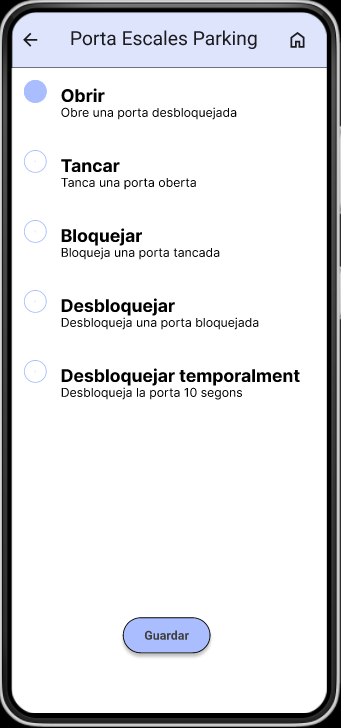 Porta Escales Parking
Obrir
Obre una porta desbloquejada
Tancar
Tanca una porta oberta
Bloquejar
Bloqueja una porta tancada
Desbloquejar
Desbloqueja una porta bloquejada
Desbloquejar temporalment
Desbloqueja la porta 10 segons
Guardar